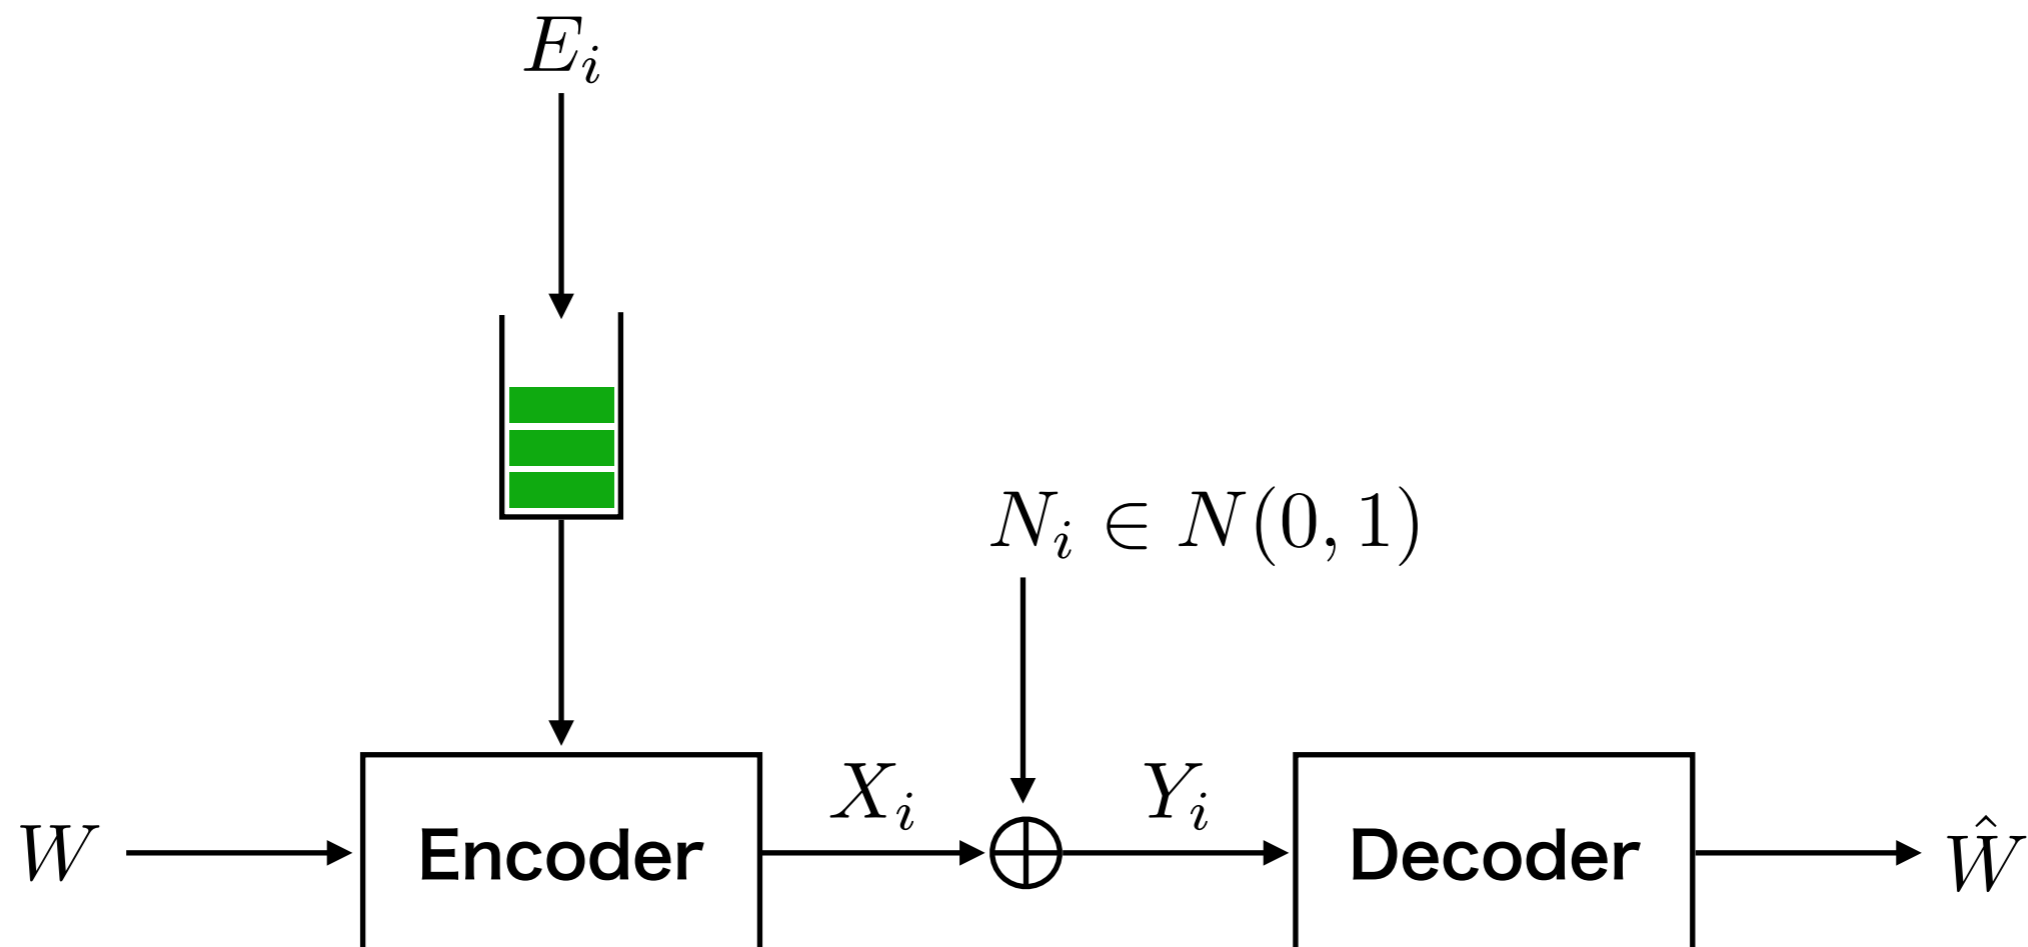 E_i
N_i ∈ N(0, 1)
X_i
Y_i
W
Encoder
Decoder
Ŵ